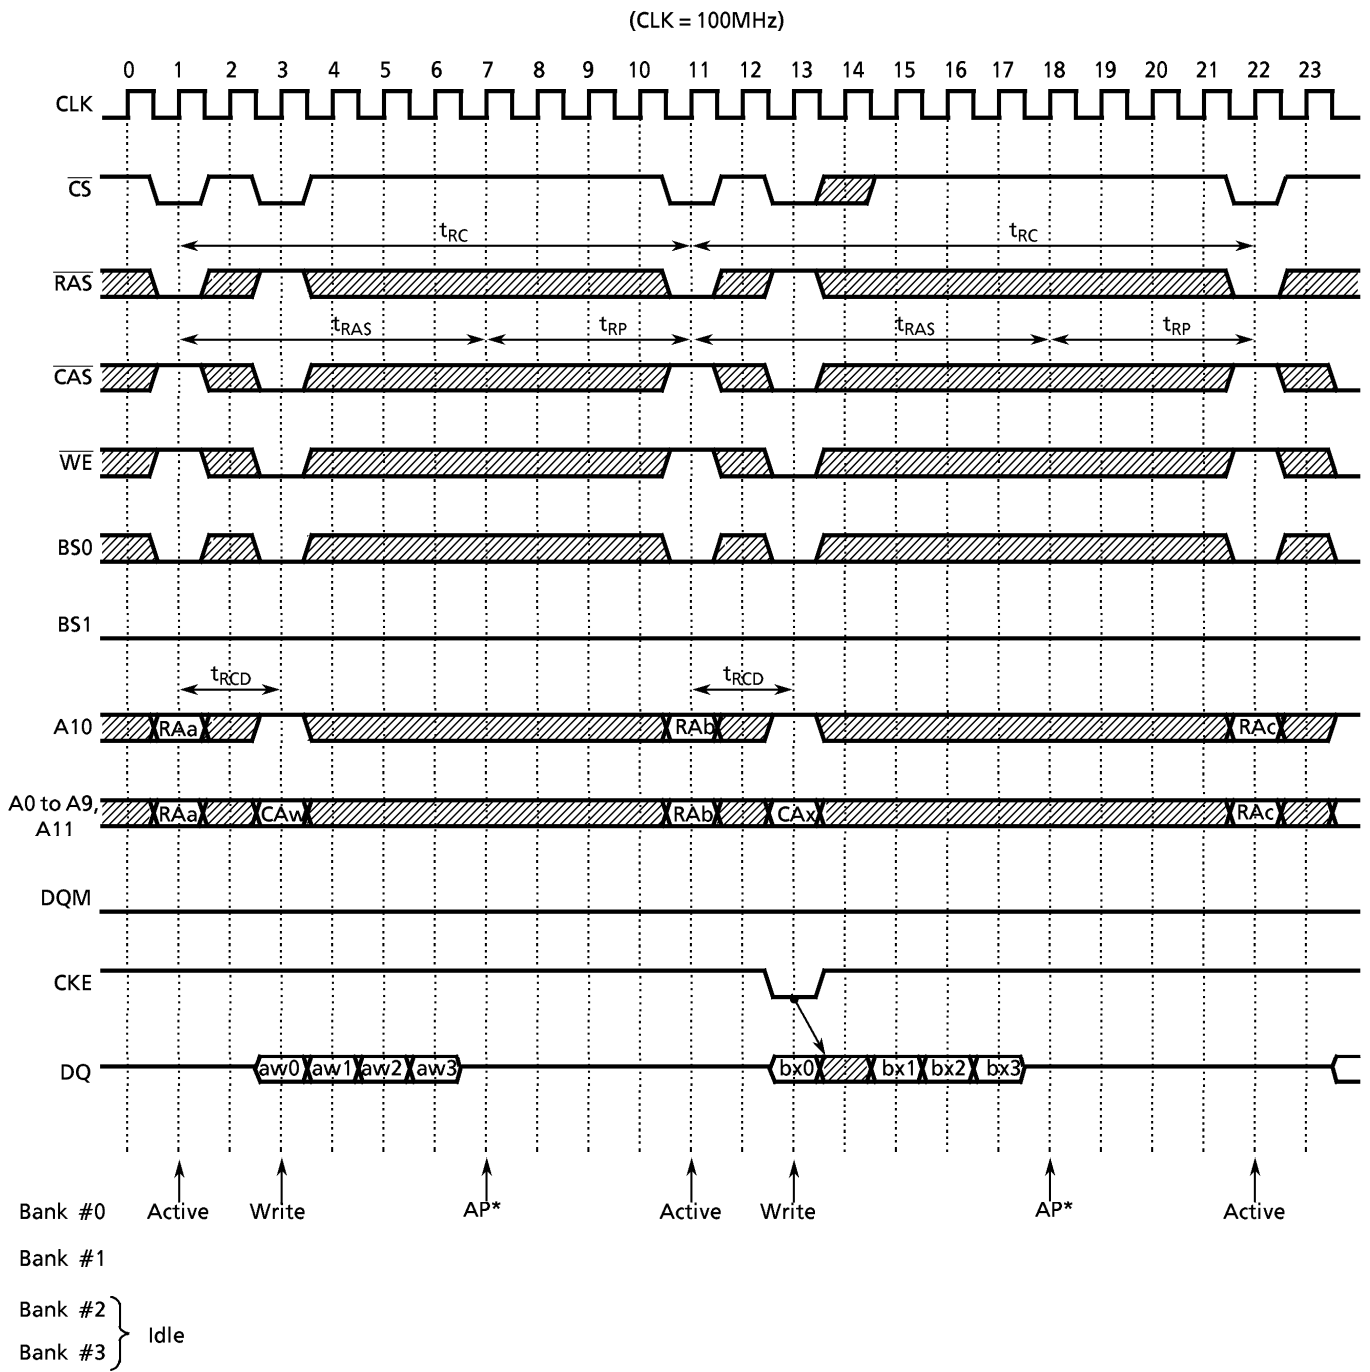 (CLK = 100MHz)
0 1 2 3 4 5 6 7 8 9 10 11 12 13 14 15 16 17 18 19 20 21 22 23
CLK
CS
tRC tRC
RAS
tRAS tRP tRAS tRP
CAS
WE
BS0
BS1
tRCD tRCD
A10 RAa RAb RAc
A0 to A9,
A11
RAa CAw RAb CAx RAc
DQM
CKE
DQ aw0 aw1 aw2 aw3 bx0 bx1 bx2 bx3
Bank #0 Active Write AP* Active Write AP* Active
Bank #1
Bank #2
Idle
Bank #3